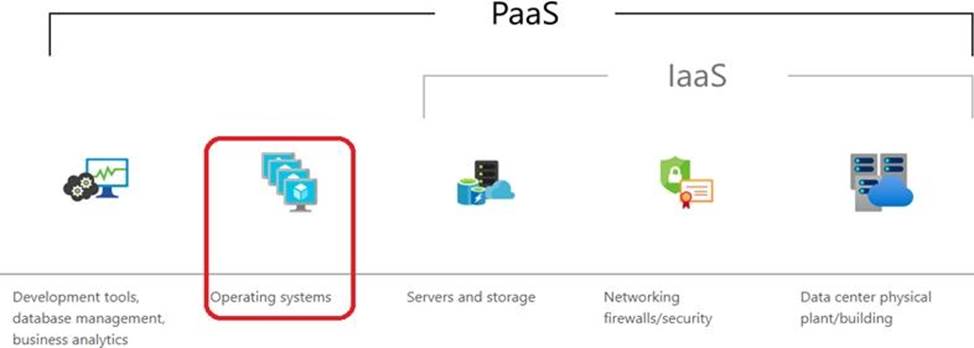 PaaS
IaaS
Development tools,
database management,
business analytics
Operating systems
Servers and storage
Networking
firewalls/security
Data center physical
plant/building